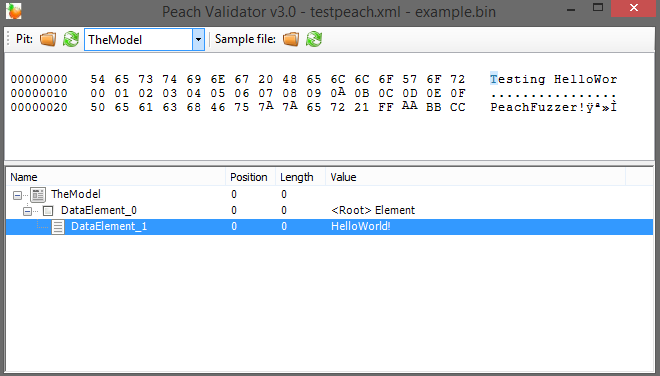 Peach Validator v3.0 - testpeach.xml - example.bin
Pit: TheModel Sample file:
00000000 54 65 73 74 69 6E 67 20 48 65 6C 6C 6F 57 6F 72 Testing HelloWor
00000010 00 01 02 03 04 05 06 07 08 09 0A 0B 0C 0D 0E 0F ................
00000020 50 65 61 63 68 46 75 7A 7A 65 72 21 FF AA BB CC PeachFuzzer!ÿª»Ì
Name Position Length Value
TheModel 0 0
DataElement_0 0 0 <Root> Element
DataElement_1 0 0 HelloWorld!